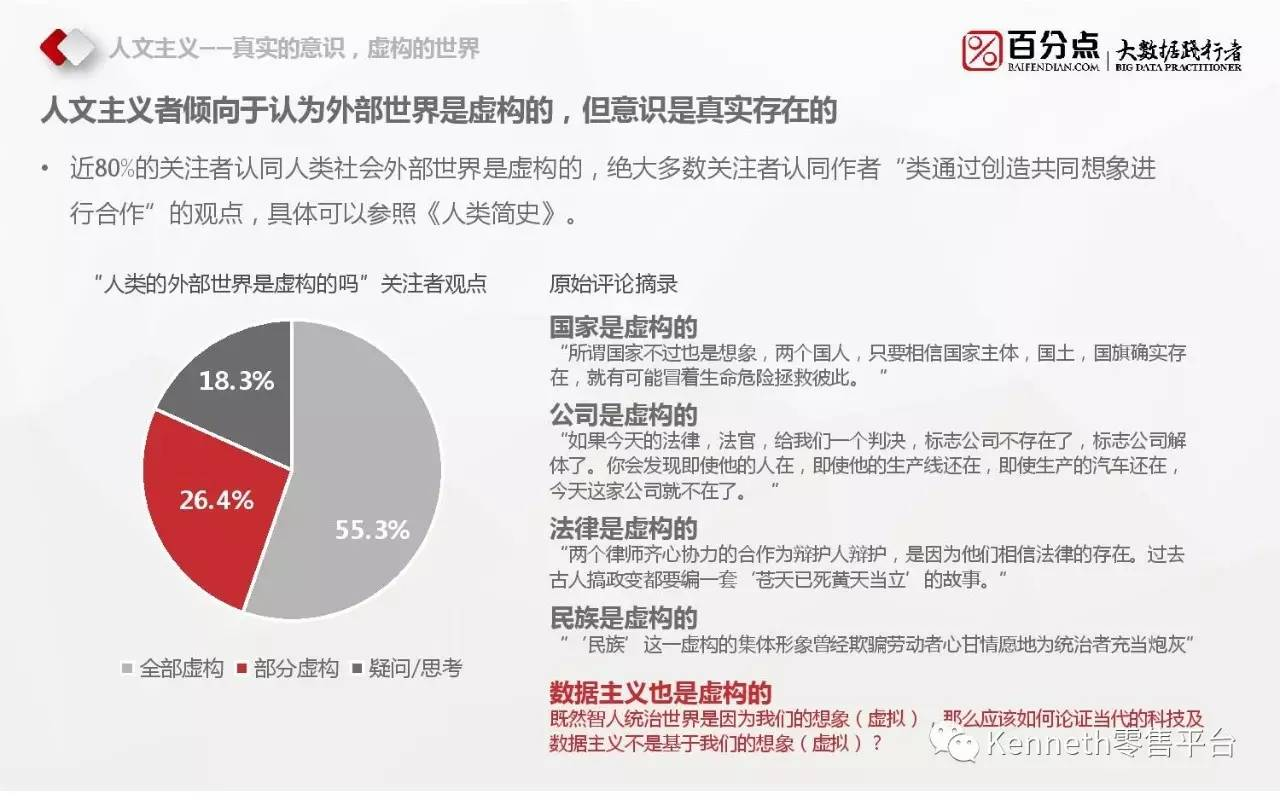 人文主义——真实的意识，虚构的世界
百分点
BAIFENDIAN.COM
大数据践行者
BIG DATA PRACTITIONER
人文主义者倾向于认为外部世界是虚构的，但意识是真实存在的
• 近80%的关注者认同人类社会外部世界是虚构的，绝大多数关注者认同作者“类通过创造共同想象进
行合作”的观点，具体可以参照《人类简史》。
“人类的外部世界是虚构的吗”关注者观点
18.3%
26.4%
55.3%
全部虚构 部分虚构 疑问/思考
原始评论摘录
国家是虚构的
“所谓国家不过也是想象，两个国人，只要相信国家主体，国土，国旗确实存
在，就有可能冒着生命危险拯救彼此。 ”
公司是虚构的
“如果今天的法律，法官，给我们一个判决，标志公司不存在了，标志公司解
体了。你会发现即使他的人在，即使他的生产线还在，即使生产的汽车还在，
今天这家公司就不在了。 “
法律是虚构的
“两个律师齐心协力的合作为辩护人辩护，是因为他们相信法律的存在。过去
古人搞政变都要编一套‘苍天已死黄天当立’的故事。“
民族是虚构的
“‘民族’这一虚构的集体形象曾经欺骗劳动者心甘情愿地为统治者充当炮灰”
数据主义也是虚构的
既然智人统治世界是因为我们的想象（虚拟），那么应该如何论证当代的科技及
数据主义不是基于我们的想象（虚拟）？
Kenneth零售平台